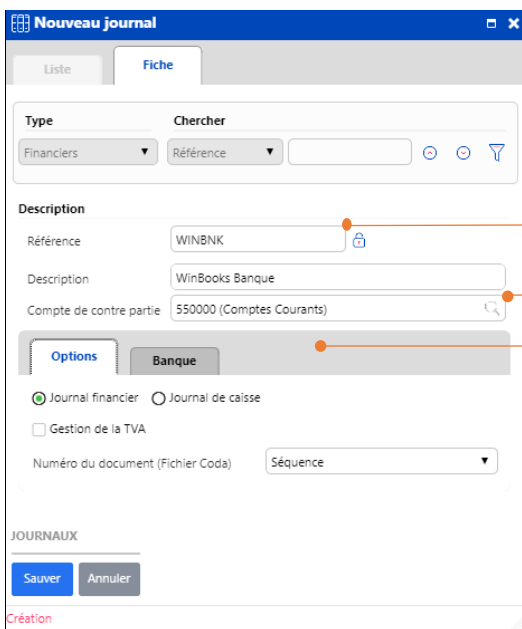 Nouveau journal
Liste
Fiche
Type
Chercher
Financiers
Référence
Description
Référence
WINBNK
Description
WinBooks Banque
Compte de contre partie
550000 (Comptes Courants)
Options
Banque
Journal financier
Journal de caisse
Gestion de la TVA
Numéro du document (Fichier Coda)
Séquence
JOURNAUX
Sauver
Annuler
Création